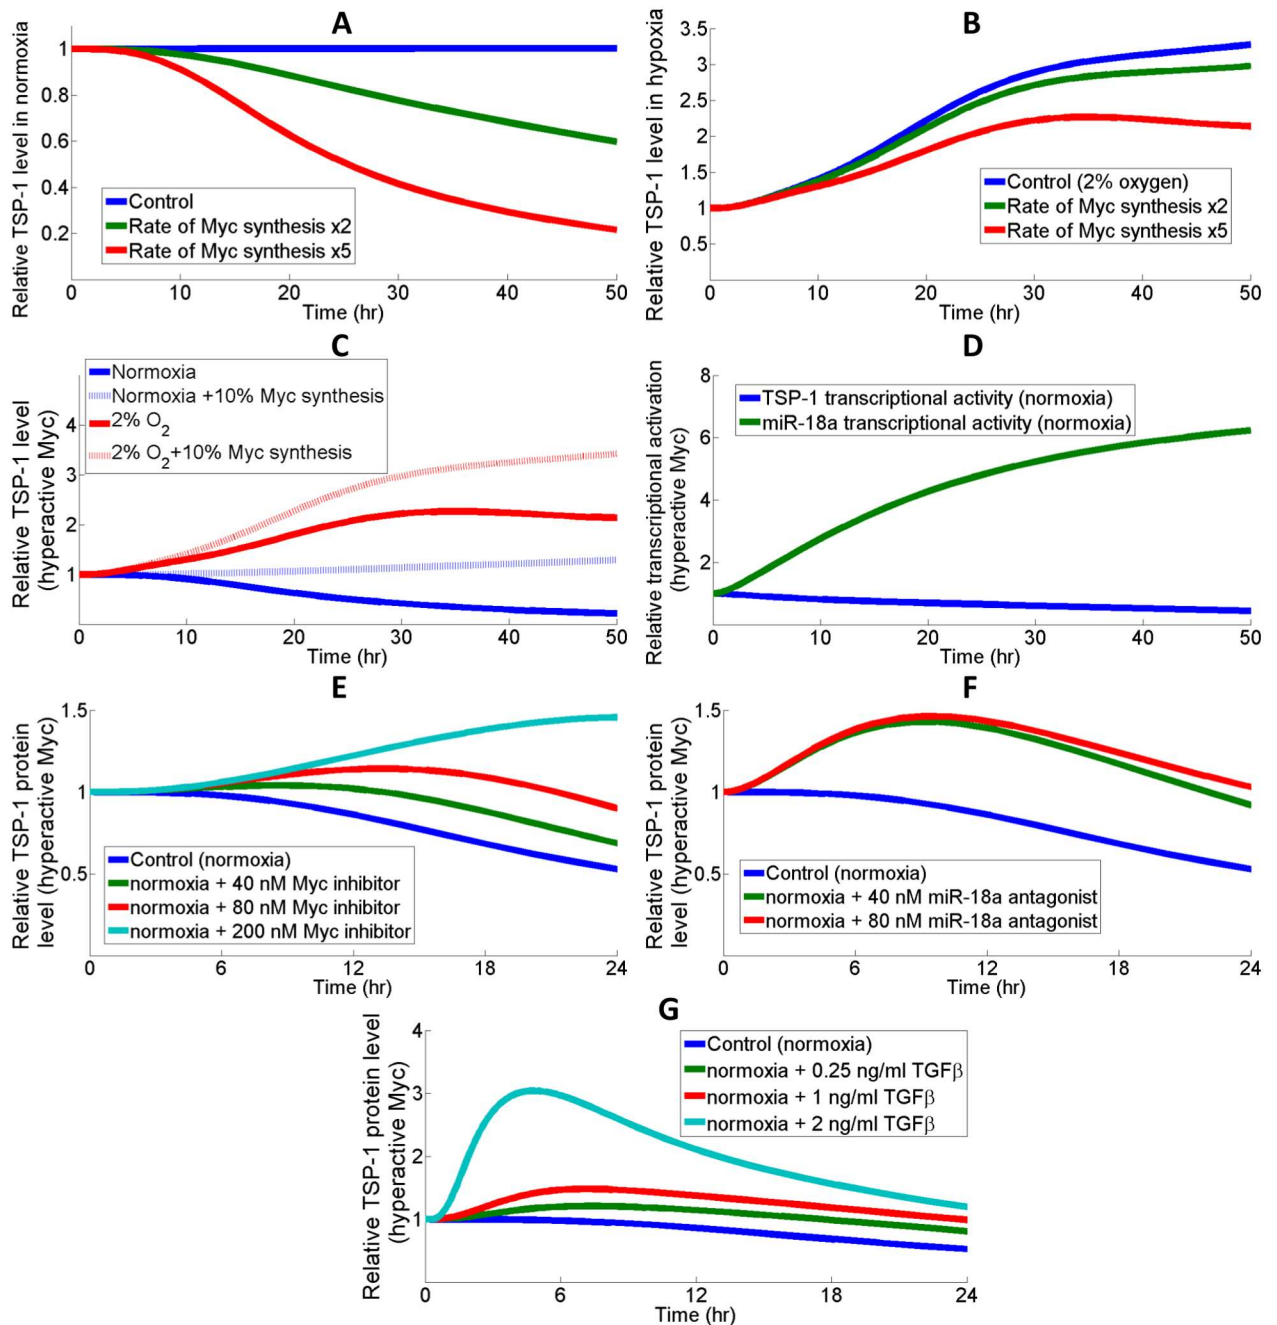 A
Relative TSP-1 level in normoxia
1
0.8
0.6
0.4
0.2
Control
Rate of Myc synthesis x2
Rate of Myc synthesis x5
0 10 20 30 40 50
Time (hr)
B
Relative TSP-1 level in hypoxia
3.5
3
2.5
2
1.5
1
0.5
Control (2% oxygen)
Rate of Myc synthesis x2
Rate of Myc synthesis x5
0 10 20 30 40 50
Time (hr)
C
Relative TSP-1 level
(hyperactive Myc)
4
3
2
1
Normoxia
Normoxia +10% Myc synthesis
2% O2
2% O2+10% Myc synthesis
0 10 20 30 40 50
Time (hr)
D
Relative transcriptional activation
(hyperactive Myc)
8
6
4
2
TSP-1 transcriptional activity (normoxia)
miR-18a transcriptional activity (normoxia)
0 10 20 30 40 50
Time (hr)
E
Relative TSP-1 protein
level (hyperactive Myc)
1.5
1
0.5
Control (normoxia)
normoxia + 40 nM Myc inhibitor
normoxia + 80 nM Myc inhibitor
normoxia + 200 nM Myc inhibitor
0 6 12 18 24
Time (hr)
F
Relative TSP-1 protein
level (hyperactive Myc)
1.5
1
0.5
Control (normoxia)
normoxia + 40 nM miR-18a antagonist
normoxia + 80 nM miR-18a antagonist
0 6 12 18 24
Time (hr)
G
Relative TSP-1 protein level
(hyperactive Myc)
4
3
2
1
Control (normoxia)
normoxia + 0.25 ng/ml TGFβ
normoxia + 1 ng/ml TGFβ
normoxia + 2 ng/ml TGFβ
0 6 12 18 24
Time (hr)